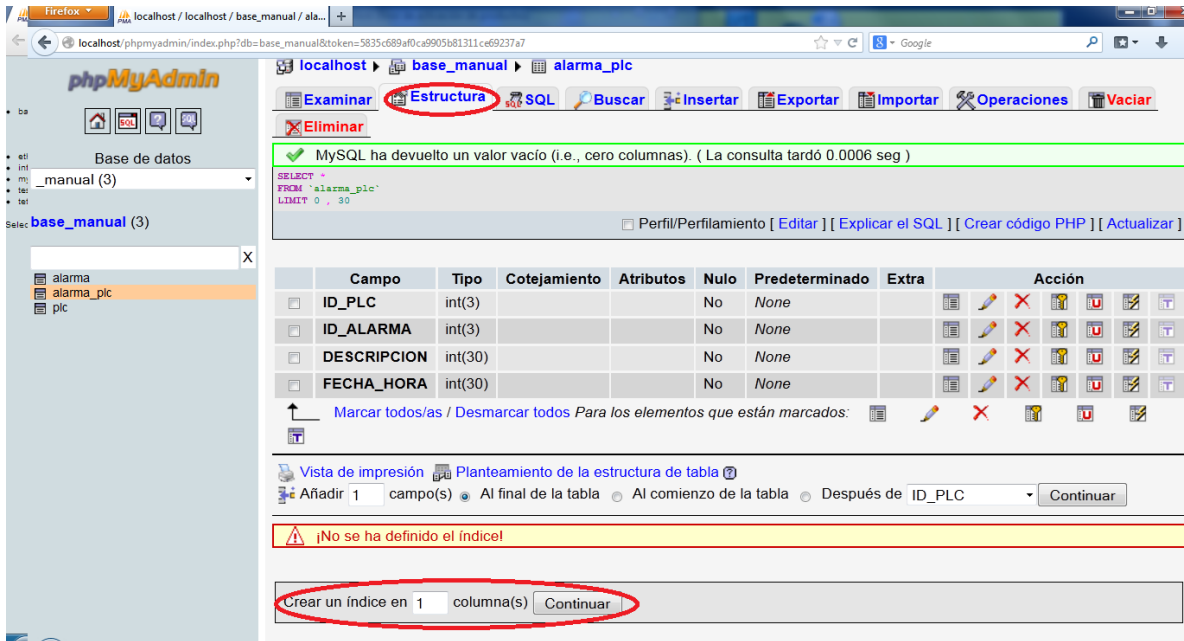 Firefox
localhost / localhost / base_manual / ala...
localhost/phpmyadmin/index.php?db=base_manual&token=5835c689af0ca9905b81311ce69237a7
Google
phpMyAdmin
SQL
Base de datos
_manual (3)
base_manual (3)
X
alarma
alarma_plc
plc
localhost base_manual alarma_plc
Examinar Estructura SQL Buscar Insertar Exportar Importar Operaciones Vaciar
Eliminar
MySQL ha devuelto un valor vacío (i.e., cero columnas). ( La consulta tardó 0.0006 seg )
SELECT *
FROM `alarma_plc`
LIMIT 0 , 30
Perfil/Perfilamiento [ Editar ] [ Explicar el SQL ] [ Crear código PHP ] [ Actualizar ]
Campo Tipo Cotejamiento Atributos Nulo Predeterminado Extra Acción
ID_PLC int(3) No None
ID_ALARMA int(3) No None
DESCRIPCION int(30) No None
FECHA_HORA int(30) No None
Marcar todos/as / Desmarcar todos Para los elementos que están marcados:
Vista de impresión Planteamiento de la estructura de tabla
Añadir 1 campo(s) Al final de la tabla Al comienzo de la tabla Después de ID_PLC Continuar
¡No se ha definido el índice!
Crear un índice en 1 columna(s) Continuar